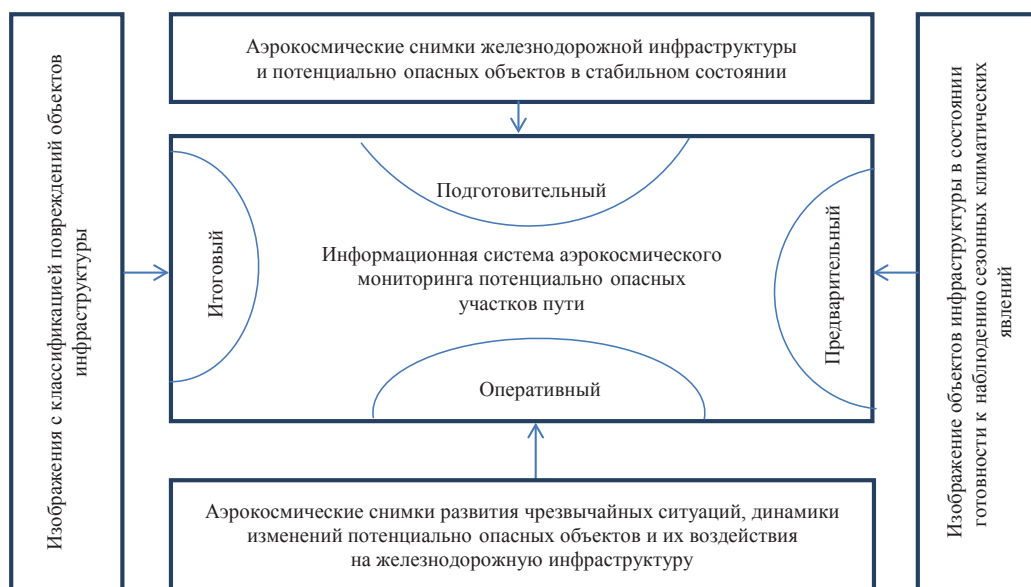 Аэрокосмические снимки железнодорожной инфраструктуры
и потенциально опасных объектов в стабильном состоянии
Изображения с классификацией повреждений объектов
инфраструктуры
Подготовительный
Итоговый
Информационная система аэрокосмического
мониторинга потенциально опасных
участков пути
Предварительный
Оперативный
Изображение объектов инфраструктуры в состоянии
готовности к наблюдению сезонных климатических
явлений
Аэрокосмические снимки развития чрезвычайных ситуаций, динамики
изменений потенциально опасных объектов и их воздействия
на железнодорожную инфраструктуру